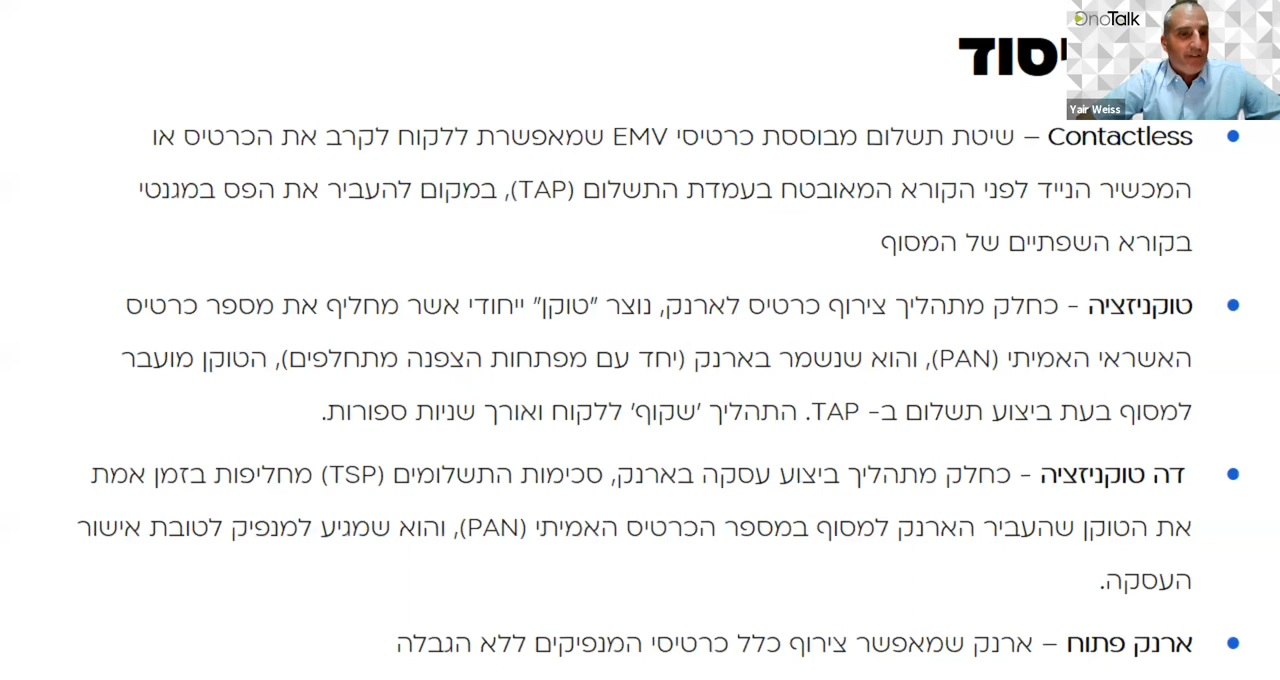 OnoTalk
Yair Weiss
יסוד
Contactless – שיטת תשלום מבוססת כרטיסי EMV שמאפשרת ללקוח לקרב את הכרטיס או
המכשיר הנייד לפני הקורא המאובטח בעמדת התשלום (TAP), במקום להעביר את הפס במגנטי
בקורא השפתיים של המסוף
טוקניזציה - כחלק מתהליך צירוף כרטיס לארנק, נוצר "טוקן" ייחודי אשר מחליף את מספר כרטיס
האשראי האמיתי (PAN), והוא שנשמר בארנק (יחד עם מפתחות הצפנה מתחלפים), הטוקן מועבר
למסוף בעת ביצוע תשלום ב- TAP. התהליך 'שקוף' ללקוח ואורך שניות ספורות.
דה טוקניזציה - כחלק מתהליך ביצוע עסקה בארנק, סכימות התשלומים (TSP) מחליפות בזמן אמת
את הטוקן שהעביר הארנק למסוף במספר הכרטיס האמיתי (PAN), והוא שמגיע למנפיק לטובת אישור
העסקה.
ארנק פתוח – ארנק שמאפשר צירוף כלל כרטיסי המנפיקים ללא הגבלה